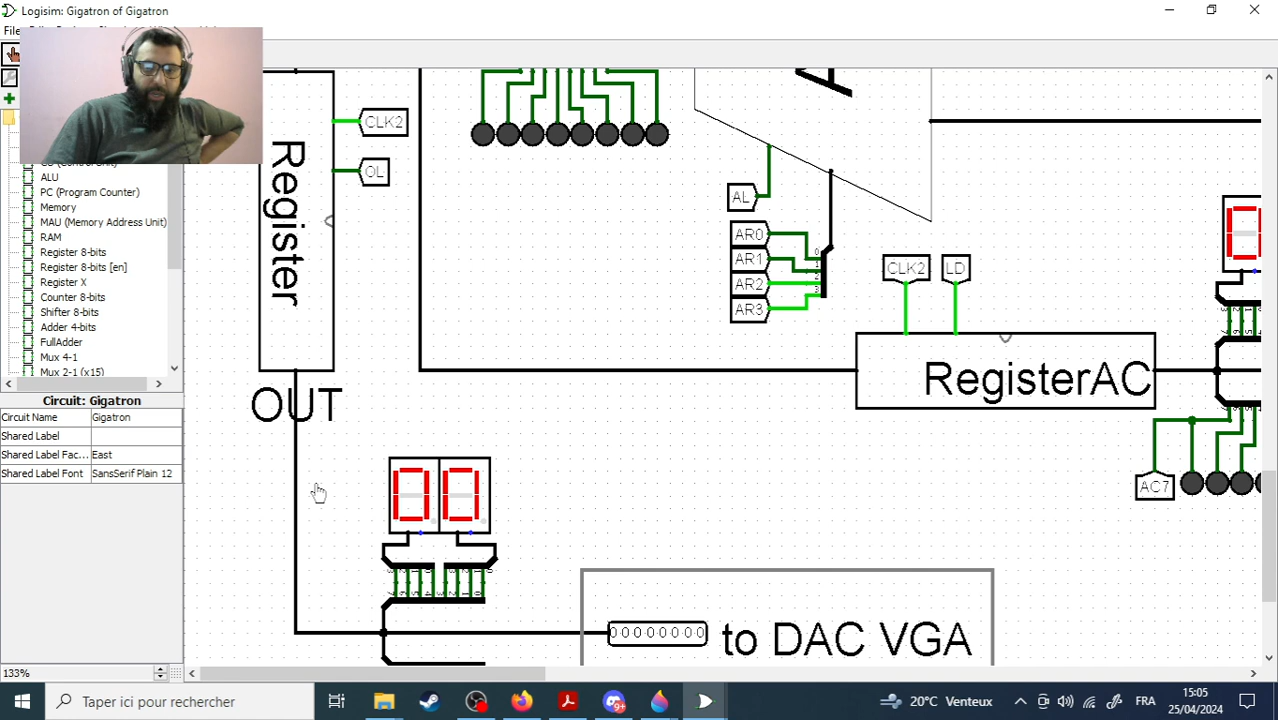 Logisim: Gigatron of Gigatron
ALU
PC (Program Counter)
Memory
MAU (Memory Address Unit)
RAM
Register 8-bits
Register 8-bits [en]
Register X
Counter 8-bits
Shifter 8-bits
Adder 4-bits
FullAdder
Mux 4-1
Mux 2-1 (x15)
Circuit: Gigatron
Circuit Name Gigatron
Shared Label
Shared Label Fac... East
Shared Label Font SansSerif Plain 12
133%
Register
CLK2
OL
OUT
AL
AR0
AR1
AR2
AR3
CLK2 LD
RegisterAC
AC7
00
00000000 to DAC VGA
Taper ici pour rechercher
9+
20°C Venteux
FRA
15:05
25/04/2024